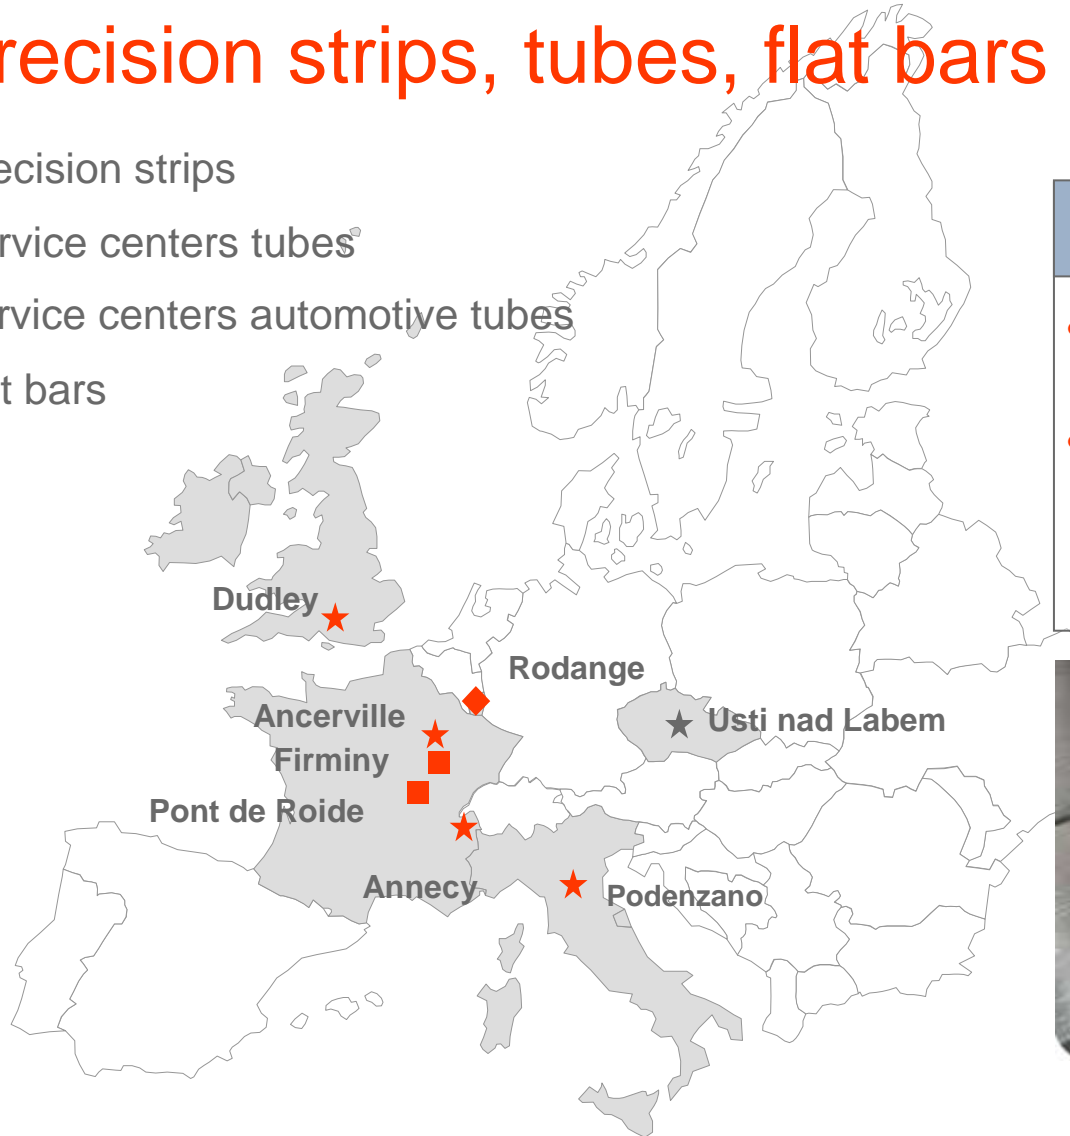 recision strips, tubes, flat bars
ecision strips
rvice centers tubes
rvice centers automotive tubes
t bars
Dudley
Rodange
Ancerville
Usti nad Labem
Firminy
Pont de Roide
Annecy
Podenzano